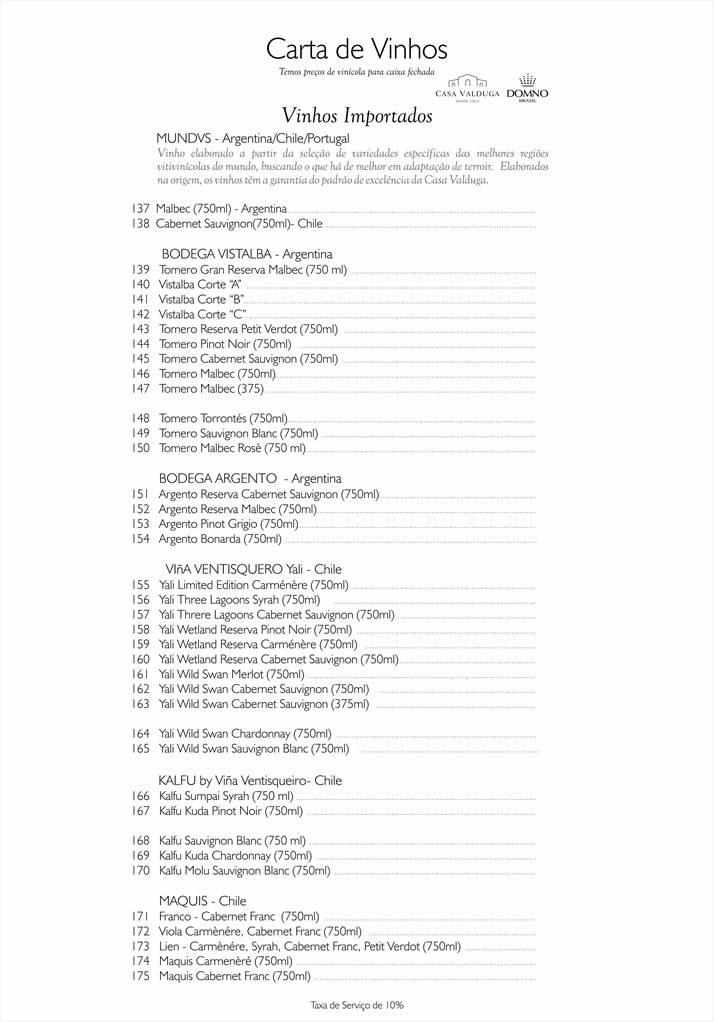 Carta de Vinhos
Temos preços de vinícola para caixa fechada
CASA VALDUGA
DESDE 1875
DOMNO
BRASIL
Vinhos Importados
MUNDVS - Argentina/Chile/Portugal
Vinho elaborado a partir da seleção de variedades específicas das melhores regiões
vitivinícolas do mundo, buscando o que há de melhor em adaptação de terroir. Elaborados
na origem, os vinhos têm a garantia do padrão de excelência da Casa Valduga.
137 Malbec (750ml) - Argentina
138 Cabernet Sauvignon(750ml)- Chile
BODEGA VISTALBA - Argentina
139 Tomero Gran Reserva Malbec (750 ml)
140 Vistalba Corte “A”
141 Vistalba Corte “B”
142 Vistalba Corte “C”
143 Tomero Reserva Petit Verdot (750ml)
144 Tomero Pinot Noir (750ml)
145 Tomero Cabernet Sauvignon (750ml)
146 Tomero Malbec (750ml)
147 Tomero Malbec (375)
148 Tomero Torrontés (750ml)
149 Tomero Sauvignon Blanc (750ml)
150 Tomero Malbec Rosè (750 ml)
BODEGA ARGENTO - Argentina
151 Argento Reserva Cabernet Sauvignon (750ml)
152 Argento Reserva Malbec (750ml)
153 Argento Pinot Grigio (750ml)
154 Argento Bonarda (750ml)
VIñA VENTISQUERO Yali - Chile
155 Yali Limited Edition Carménère (750ml)
156 Yali Three Lagoons Syrah (750ml)
157 Yali Threre Lagoons Cabernet Sauvignon (750ml)
158 Yali Wetland Reserva Pinot Noir (750ml)
159 Yali Wetland Reserva Carménère (750ml)
160 Yali Wetland Reserva Cabernet Sauvignon (750ml)
161 Yali Wild Swan Merlot (750ml)
162 Yali Wild Swan Cabernet Sauvignon (750ml)
163 Yali Wild Swan Cabernet Sauvignon (375ml)
164 Yali Wild Swan Chardonnay (750ml)
165 Yali Wild Swan Sauvignon Blanc (750ml)
KALFU by Viña Ventisqueiro- Chile
166 Kalfu Sumpai Syrah (750 ml)
167 Kalfu Kuda Pinot Noir (750ml)
168 Kalfu Sauvignon Blanc (750 ml)
169 Kalfu Kuda Chardonnay (750ml)
170 Kalfu Molu Sauvignon Blanc (750ml)
MAQUIS - Chile
171 Franco - Cabernet Franc (750ml)
172 Viola Carmènére, Cabernet Franc (750ml)
173 Lien - Carmènére, Syrah, Cabernet Franc, Petit Verdot (750ml)
174 Maquis Carmenèré (750ml)
175 Maquis Cabernet Franc (750ml)
Taxa de Serviço de 10%